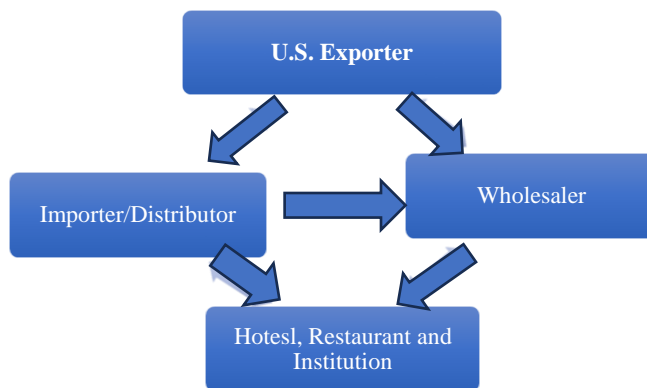 U.S. Exporter
Importer/Distributor
Wholesaler
Hotesl, Restaurant and
Institution